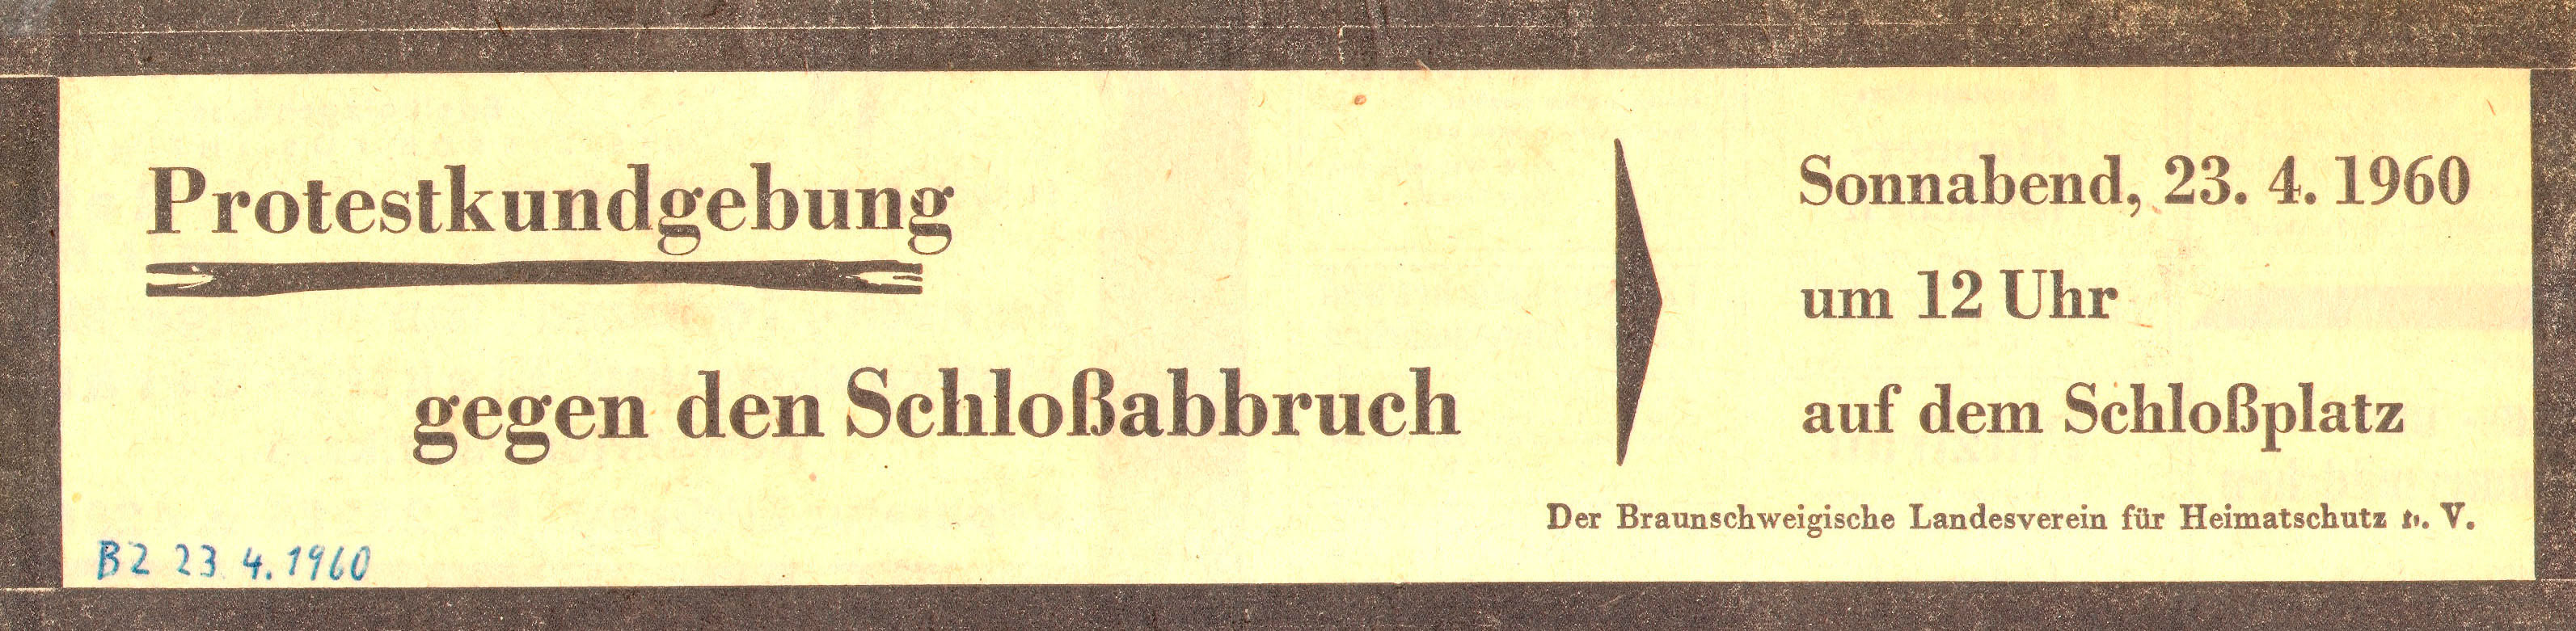 Protestkundgebung
gegen den Schloßabbruch
Sonnabend, 23. 4. 1960
um 12 Uhr
auf dem Schloßplatz
Der Braunschweigische Landesverein für Heimatschutz V.
BZ 23 4. 1960